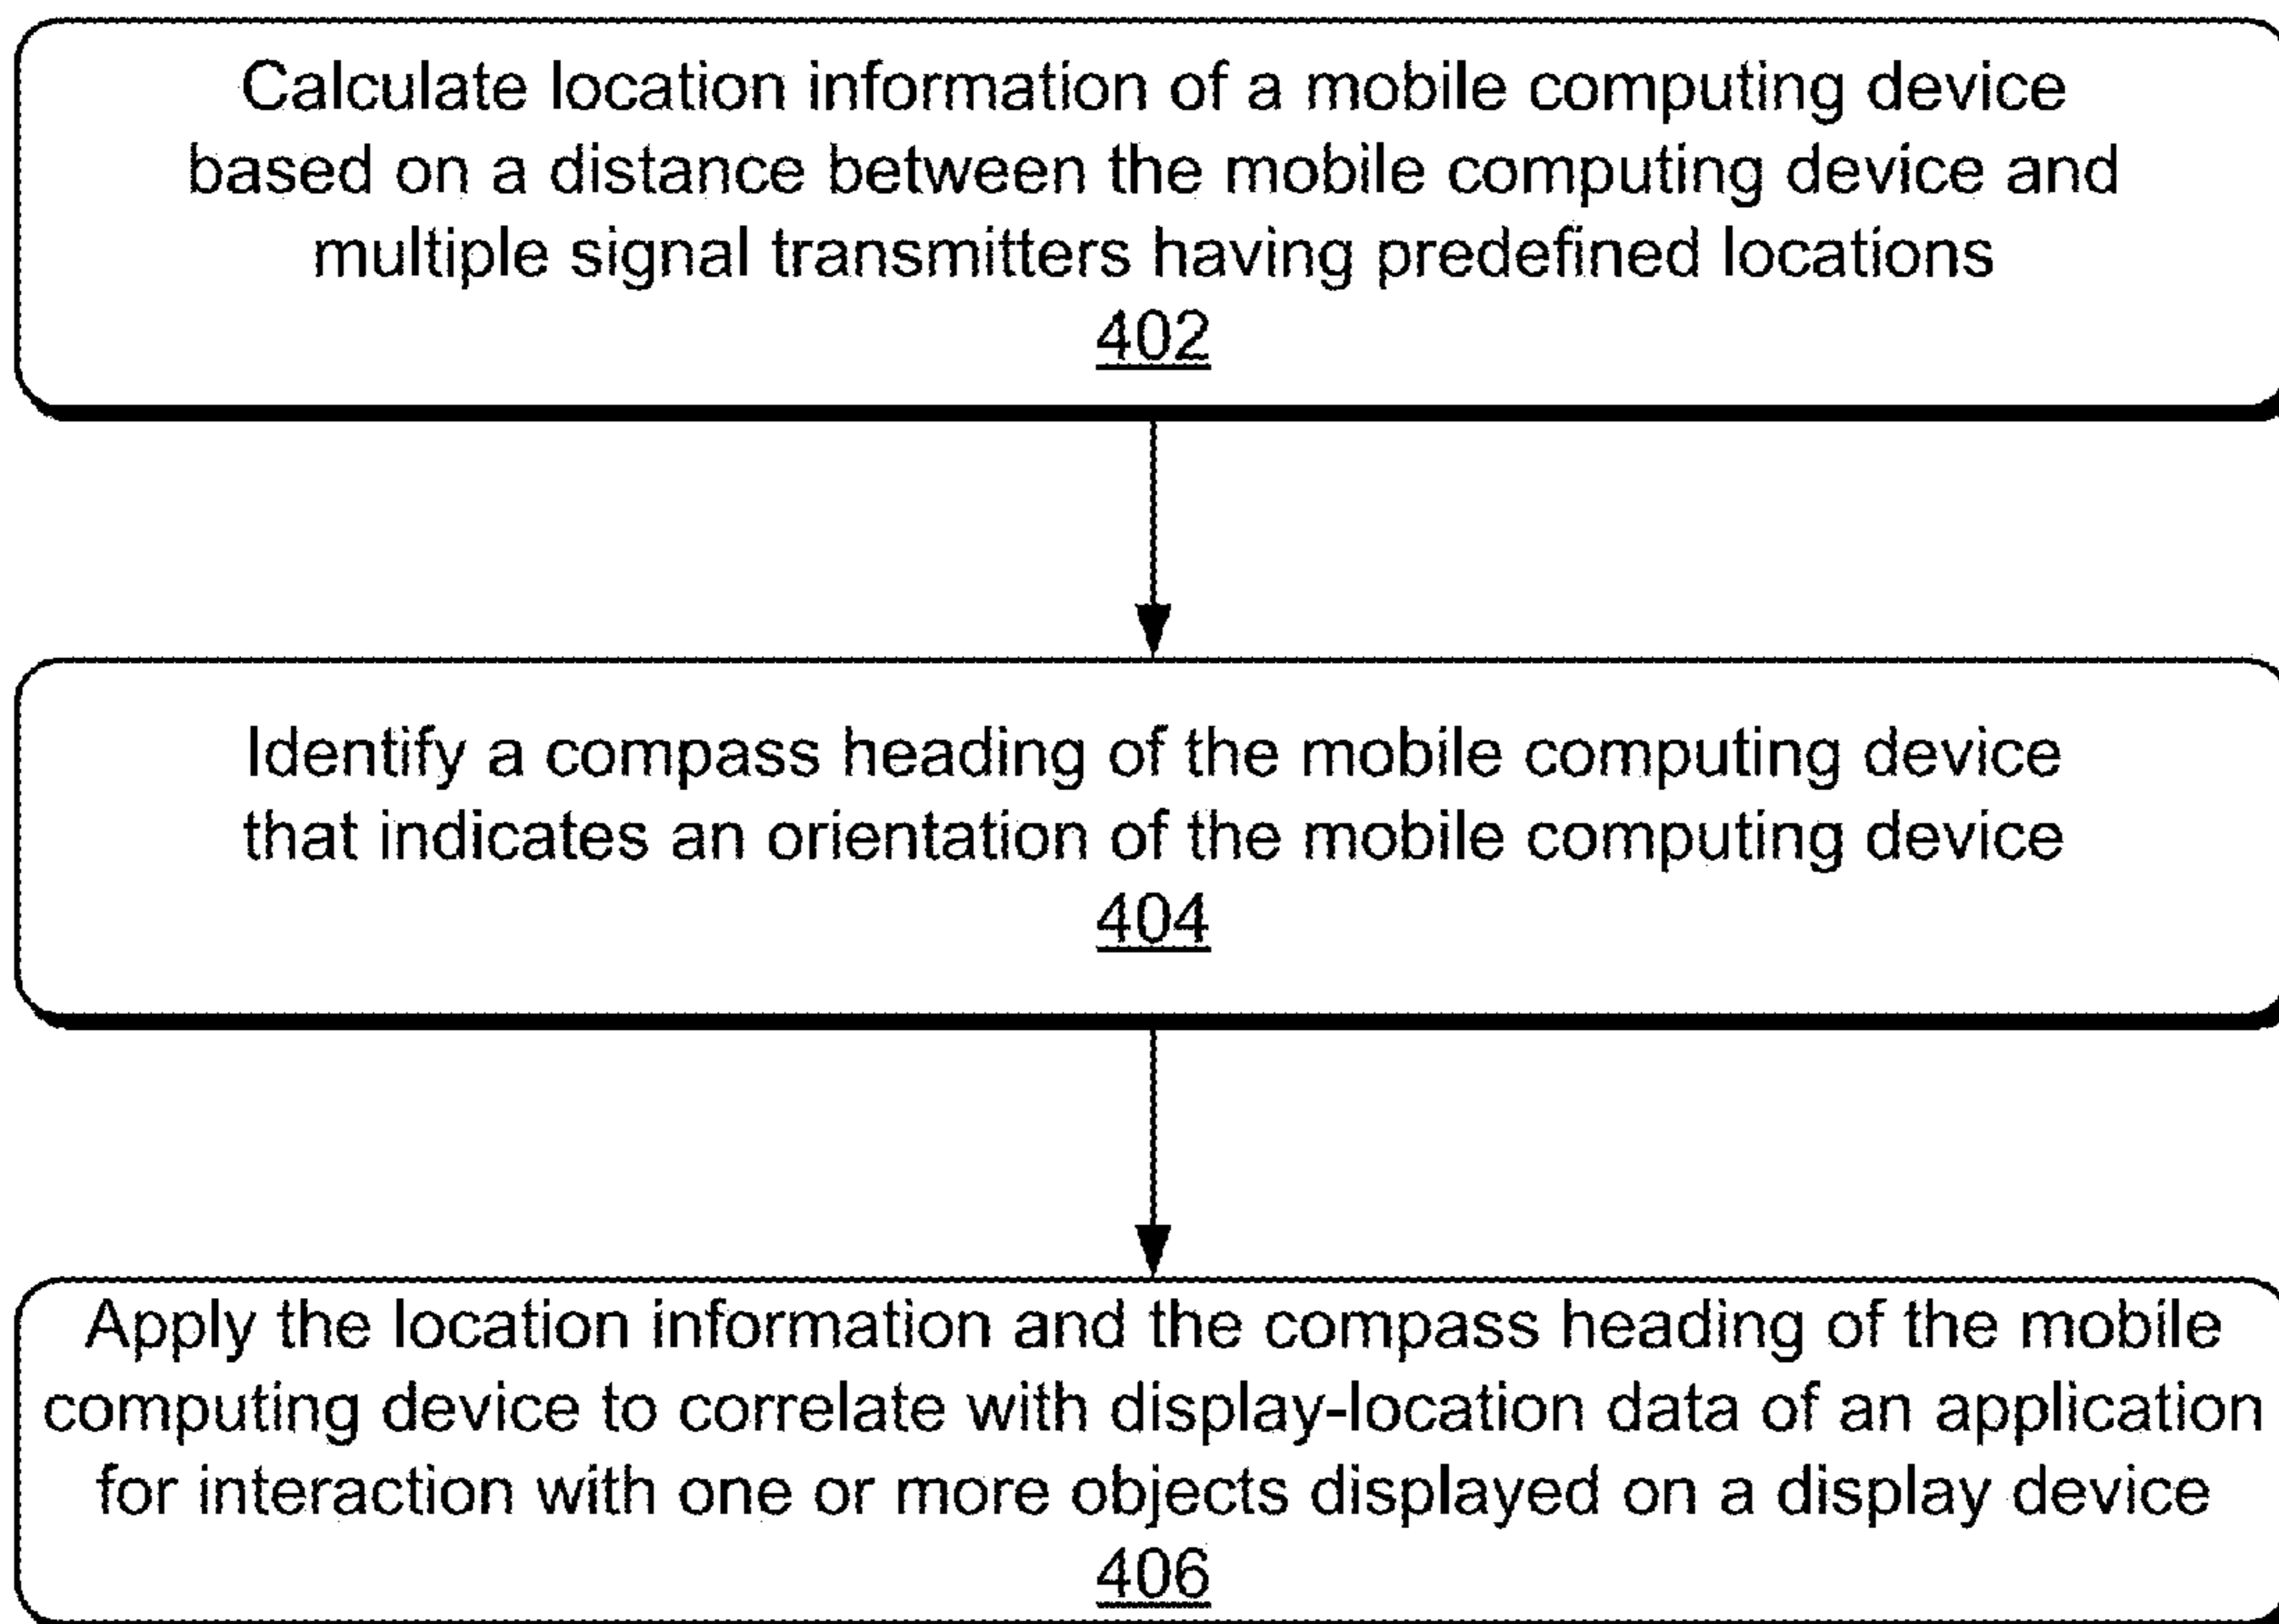 Calculate location information of a mobile computing device
based on a distance between the mobile computing device and
multiple signal transmitters having predefined locations
402
Identify a compass heading of the mobile computing device
that indicates an orientation of the mobile computing device
404
Apply the location information and the compass heading of the mobile
computing device to correlate with display-location data of an application
for interaction with one or more objects displayed on a display device
406